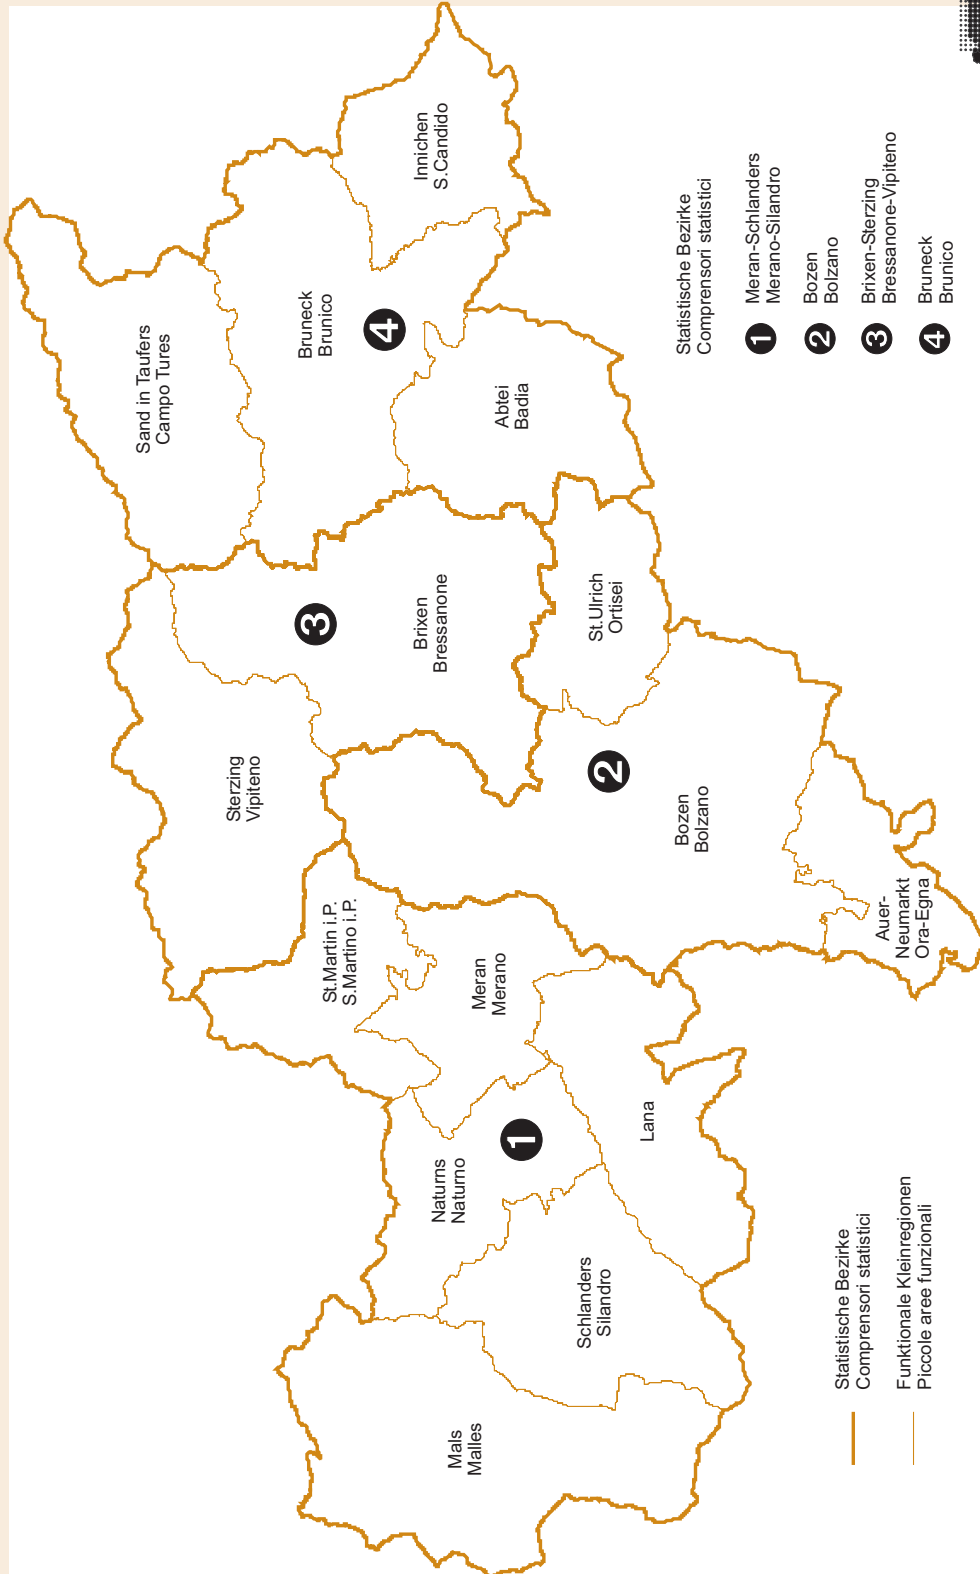 Mals
Malles
Schlanders
Silandro
Naturns
Naturno
Lana
Meran
Merano
St.Martin i.P.
S.Martino i.P.
Sterzing
Vipiteno
Bozen
Bolzano
Auer-
Neumarkt
Ora-Egna
Brixen
Bressanone
St.Ulrich
Ortisei
Sand in Taufers
Campo Tures
Bruneck
Brunico
Abtei
Badia
Innichen
S.Candido
1
2
3
4
Statistische Bezirke
Comprensori statistici
Funktionale Kleinregionen
Piccole aree funzionali
Statistische Bezirke
Comprensori statistici
1 Meran-Schlanders
Merano-Silandro
2 Bozen
Bolzano
3 Brixen-Sterzing
Bressanone-Vipiteno
4 Bruneck
Brunico